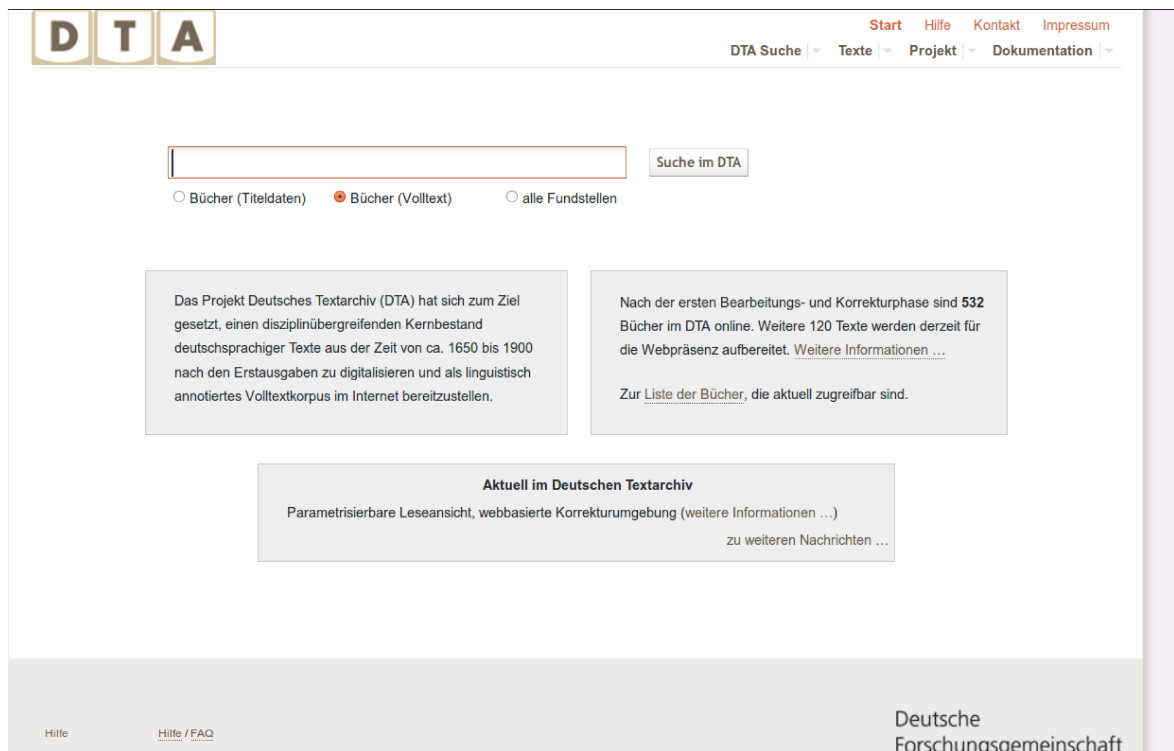 DTA
Start Hilfe Kontakt Impressum
DTA Suche Texte Projekt Dokumentation
Suche im DTA
Bücher (Titeldaten) Bücher (Volltext) alle Fundstellen
Das Projekt Deutsches Textarchiv (DTA) hat sich zum Ziel
gesetzt, einen disziplinübergreifenden Kernbestand
deutschsprachiger Texte aus der Zeit von ca. 1650 bis 1900
nach den Erstausgaben zu digitalisieren und als linguistisch
annotiertes Volltextkorpus im Internet bereitzustellen.
Nach der ersten Bearbeitungs- und Korrekturphase sind 532
Bücher im DTA online. Weitere 120 Texte werden derzeit für
die Webpräsenz aufbereitet. Weitere Informationen …
Zur Liste der Bücher, die aktuell zugreifbar sind.
Aktuell im Deutschen Textarchiv
Parametrisierbare Leseansicht, webbasierte Korrekturumgebung (weitere Informationen …)
zu weiteren Nachrichten …
Hilfe Hilfe / FAQ
Deutsche
Forschungsgemeinschaft